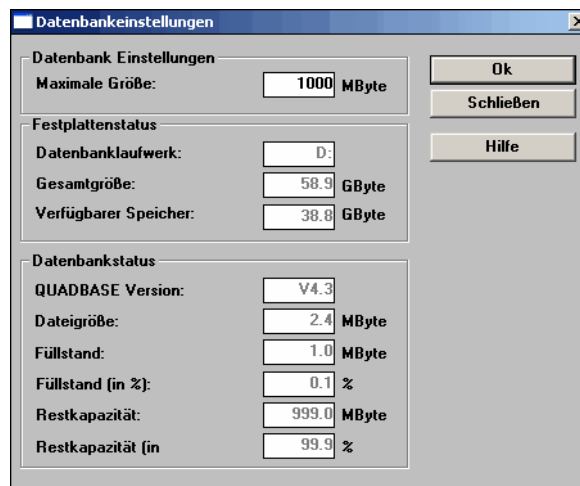 Datenbankeinstellungen
Datenbank Einstellungen
Maximale Größe: 1000 MByte
Ok
Schließen
Hilfe
Festplattenstatus
Datenbanklaufwerk: D:
Gesamtgröße: 58.9 GByte
Verfügbarer Speicher: 38.8 GByte
Datenbankstatus
QUADBASE Version: V4.3
Dateigröße: 2.4 MByte
Füllstand: 1.0 MByte
Füllstand (in %): 0.1 %
Restkapazität: 999.0 MByte
Restkapazität (in 99.9 %